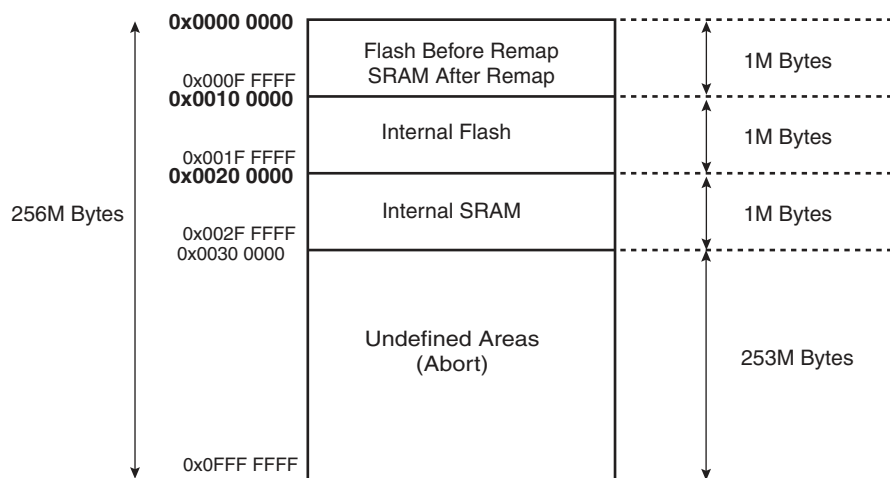 0x0000 0000
Flash Before Remap
SRAM After Remap
1M Bytes
0x000F FFFF
0x0010 0000
Internal Flash
1M Bytes
0x001F FFFF
0x0020 0000
256M Bytes
Internal SRAM
1M Bytes
0x002F FFFF
0x0030 0000
Undefined Areas
(Abort)
253M Bytes
0x0FFF FFFF